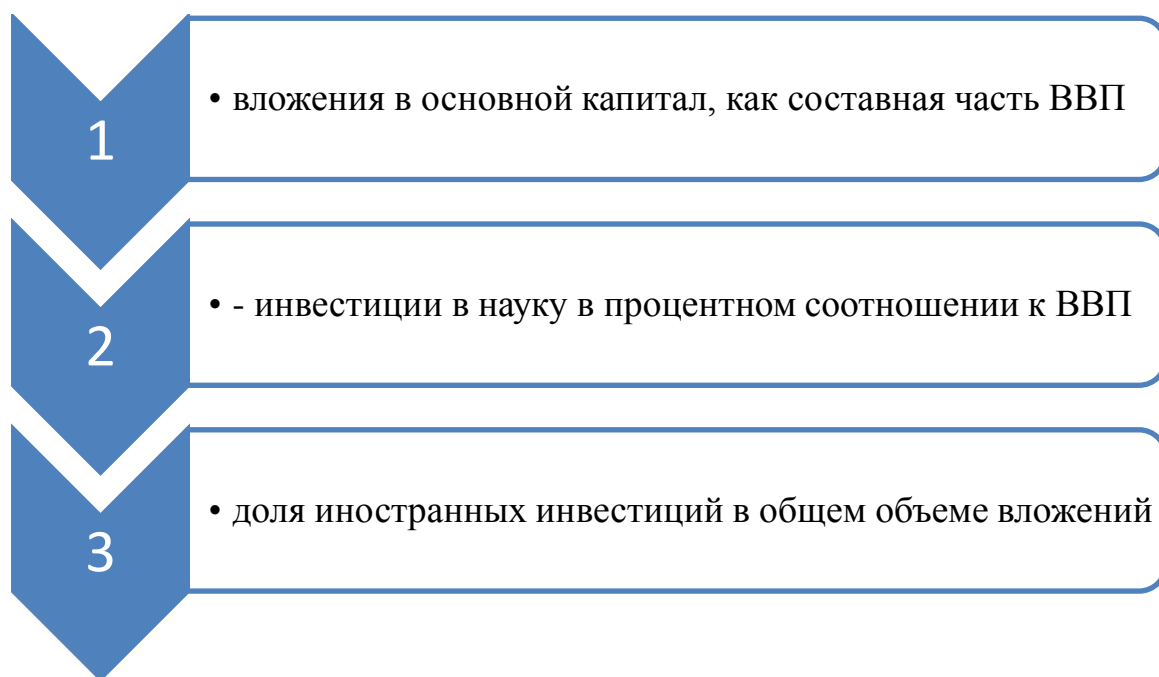 1
• вложения в основной капитал, как составная часть ВВП
2
• - инвестиции в науку в процентном соотношении к ВВП
3
• доля иностранных инвестиций в общем объеме вложений